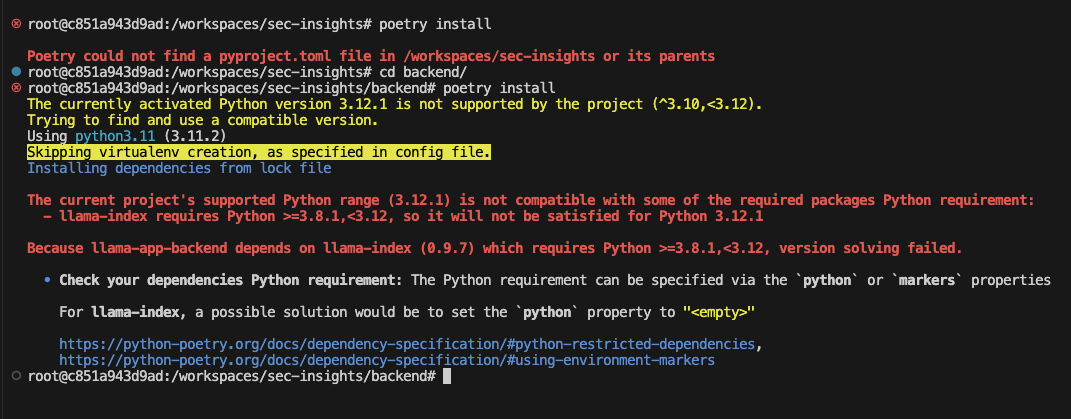 root@c851a943d9ad:/workspaces/sec-insights# poetry install
Poetry could not find a pyproject.toml file in /workspaces/sec-insights or its parents
root@c851a943d9ad:/workspaces/sec-insights# cd backend/
root@c851a943d9ad:/workspaces/sec-insights/backend# poetry install
The currently activated Python version 3.12.1 is not supported by the project (^3.10,<3.12).
Trying to find and use a compatible version.
Using python3.11 (3.11.2)
Skipping virtualenv creation, as specified in config file.
Installing dependencies from lock file
The current project's supported Python range (3.12.1) is not compatible with some of the required packages Python requirement:
- llama-index requires Python >=3.8.1,<3.12, so it will not be satisfied for Python 3.12.1
Because llama-app-backend depends on llama-index (0.9.7) which requires Python >=3.8.1,<3.12, version solving failed.
• Check your dependencies Python requirement: The Python requirement can be specified via the `python` or `markers` properties
For llama-index, a possible solution would be to set the `python` property to "<empty>"
https://python-poetry.org/docs/dependency-specification/#python-restricted-dependencies,
https://python-poetry.org/docs/dependency-specification/#using-environment-markers
root@c851a943d9ad:/workspaces/sec-insights/backend#